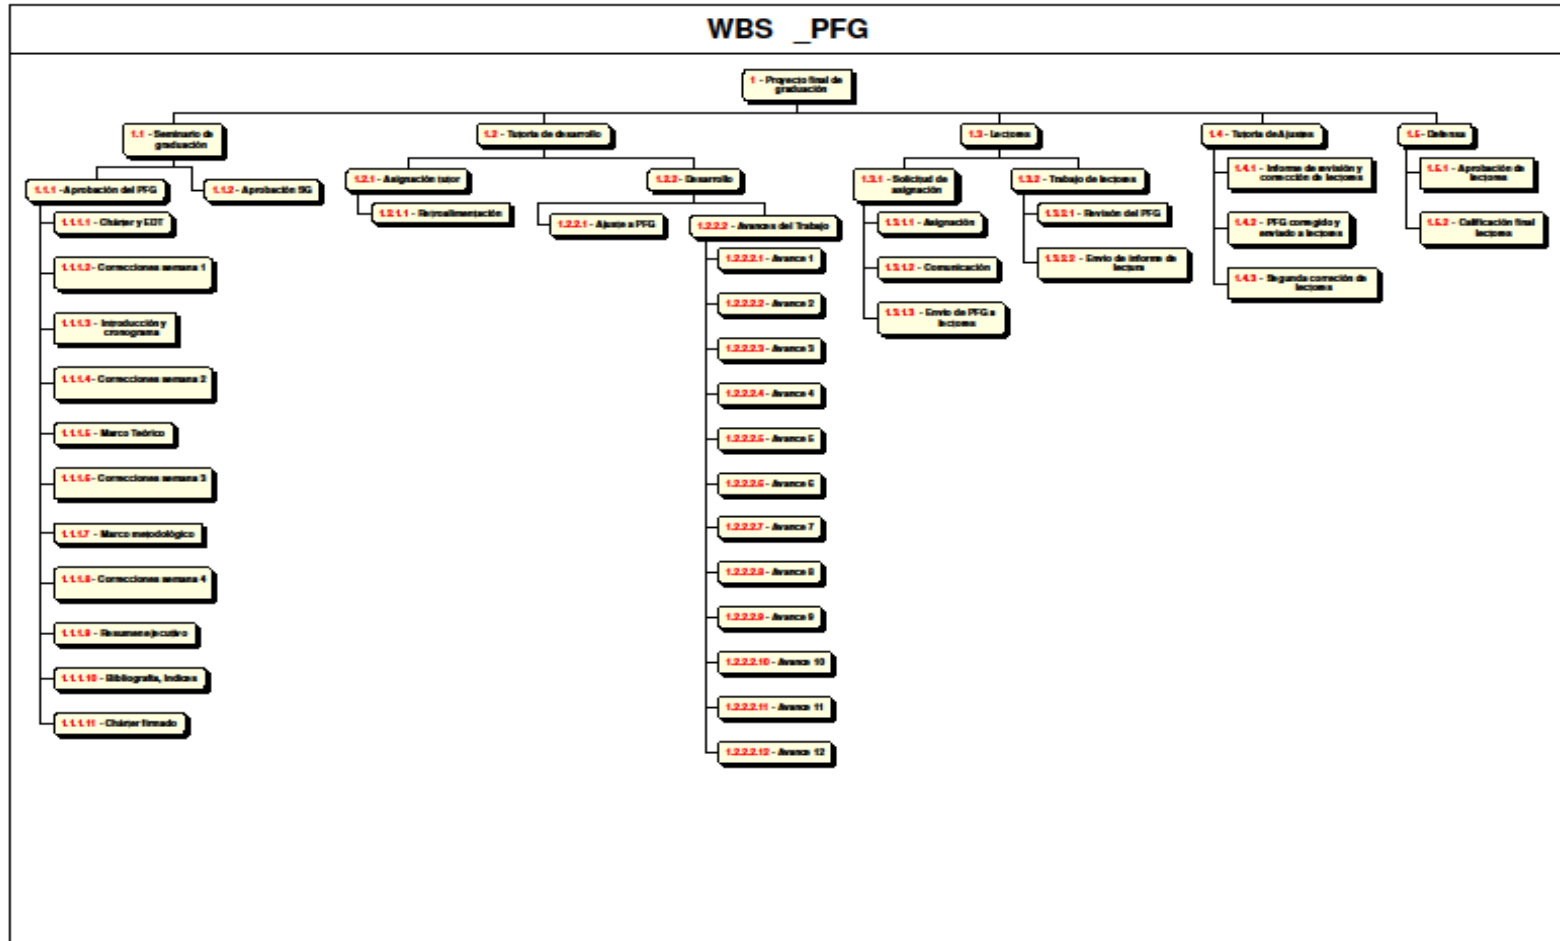 WBS _PFG
1 - Proyecto final de
graduación
1.1 - Seminario de
graduación
1.2 - Tutoría de desarrollo
1.3 - Lectores
1.4 - Tutoría de Ajustes
1.5 - Defensa
1.1.1 - Aprobación del PFG
1.1.2 - Aprobación SG
1.1.1.1 - Chárter y EDT
1.1.1.2 - Correcciones semana 1
1.1.1.3 - Introducción y
cronograma
1.1.1.4 - Correcciones semana 2
1.1.1.5 - Marco Teórico
1.1.1.6 - Correcciones semana 3
1.1.1.7 - Marco metodológico
1.1.1.8 - Correcciones semana 4
1.1.1.9 - Resumen ejecutivo
1.1.1.10 - Bibliografía, Indices
1.1.1.11 - Chárter firmado
1.2.1 - Asignación tutor
1.2.1.1 - Retroalimentación
1.2.2 - Desarrollo
1.2.2.1 - Ajuste a PFG
1.2.2.2 - Avances del Trabajo
1.2.2.2.1 - Avance 1
1.2.2.2.2 - Avance 2
1.2.2.2.3 - Avance 3
1.2.2.2.4 - Avance 4
1.2.2.2.5 - Avance 5
1.2.2.2.6 - Avance 6
1.2.2.2.7 - Avance 7
1.2.2.2.8 - Avance 8
1.2.2.2.9 - Avance 9
1.2.2.2.10 - Avance 10
1.2.2.2.11 - Avance 11
1.2.2.2.12 - Avance 12
1.3.1 - Solicitud de
asignación
1.3.1.1 - Asignación
1.3.1.2 - Comunicación
1.3.1.3 - Envio de PFG a
lectores
1.3.2 - Trabajo de lectores
1.3.2.1 - Revisón del PFG
1.3.2.2 - Envio de informe de
lectura
1.4.1 - Informe de revisión y
corrección de lectores
1.4.2 - PFG corregido y
enviado a lectores
1.4.3 - Segunda correción de
lectores
1.5.1 - Aprobación de
lectores
1.5.2 - Calificación final
lectores